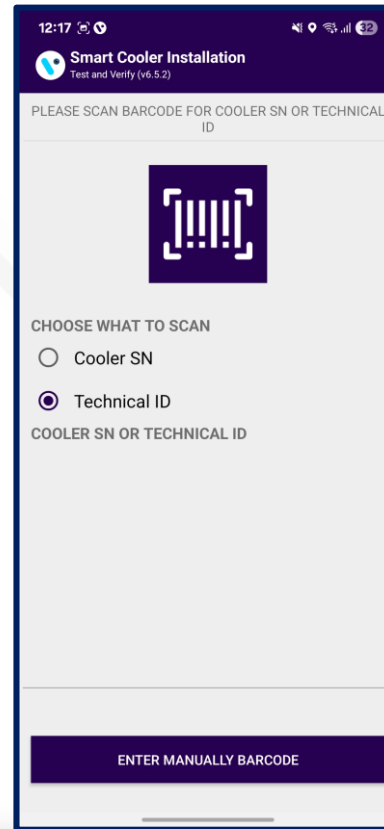 12:17
32
Smart Cooler Installation
Test and Verify (v6.5.2)
PLEASE SCAN BARCODE FOR COOLER SN OR TECHNICAL
ID
CHOOSE WHAT TO SCAN
Cooler SN
Technical ID
COOLER SN OR TECHNICAL ID
ENTER MANUALLY BARCODE